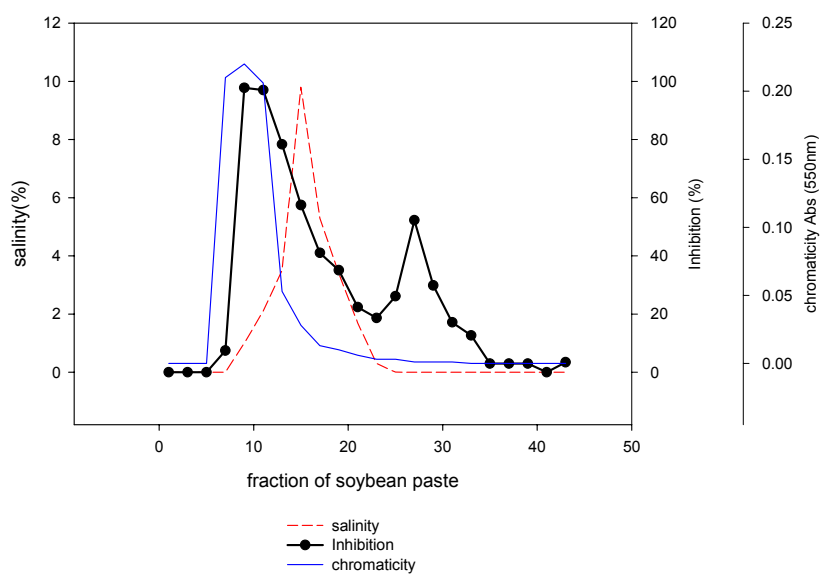 12
10
8
6
4
2
0
salinity(%)
120
100
80
60
40
20
0
Inhibition (%)
0.25
0.20
0.15
0.10
0.05
0.00
chromaticity Abs (550nm)
0 10 20 30 40 50
fraction of soybean paste
salinity
Inhibition
chromaticity